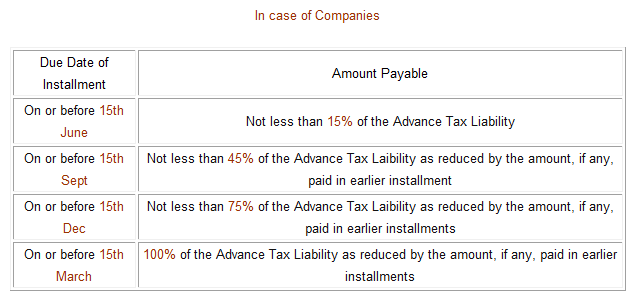 In case of Companies
Due Date of
Installment
Amount Payable
On or before 15th
June
Not less than 15% of the Advance Tax Liability
On or before 15th
Sept
Not less than 45% of the Advance Tax Laibility as reduced by the amount, if any,
paid in earlier installment
On or before 15th
Dec
Not less than 75% of the Advance Tax Laibility as reduced by the amount, if any,
paid in earlier installments
On or before 15th
March
100% of the Advance Tax Liability as reduced by the amount, if any, paid in earlier
installments